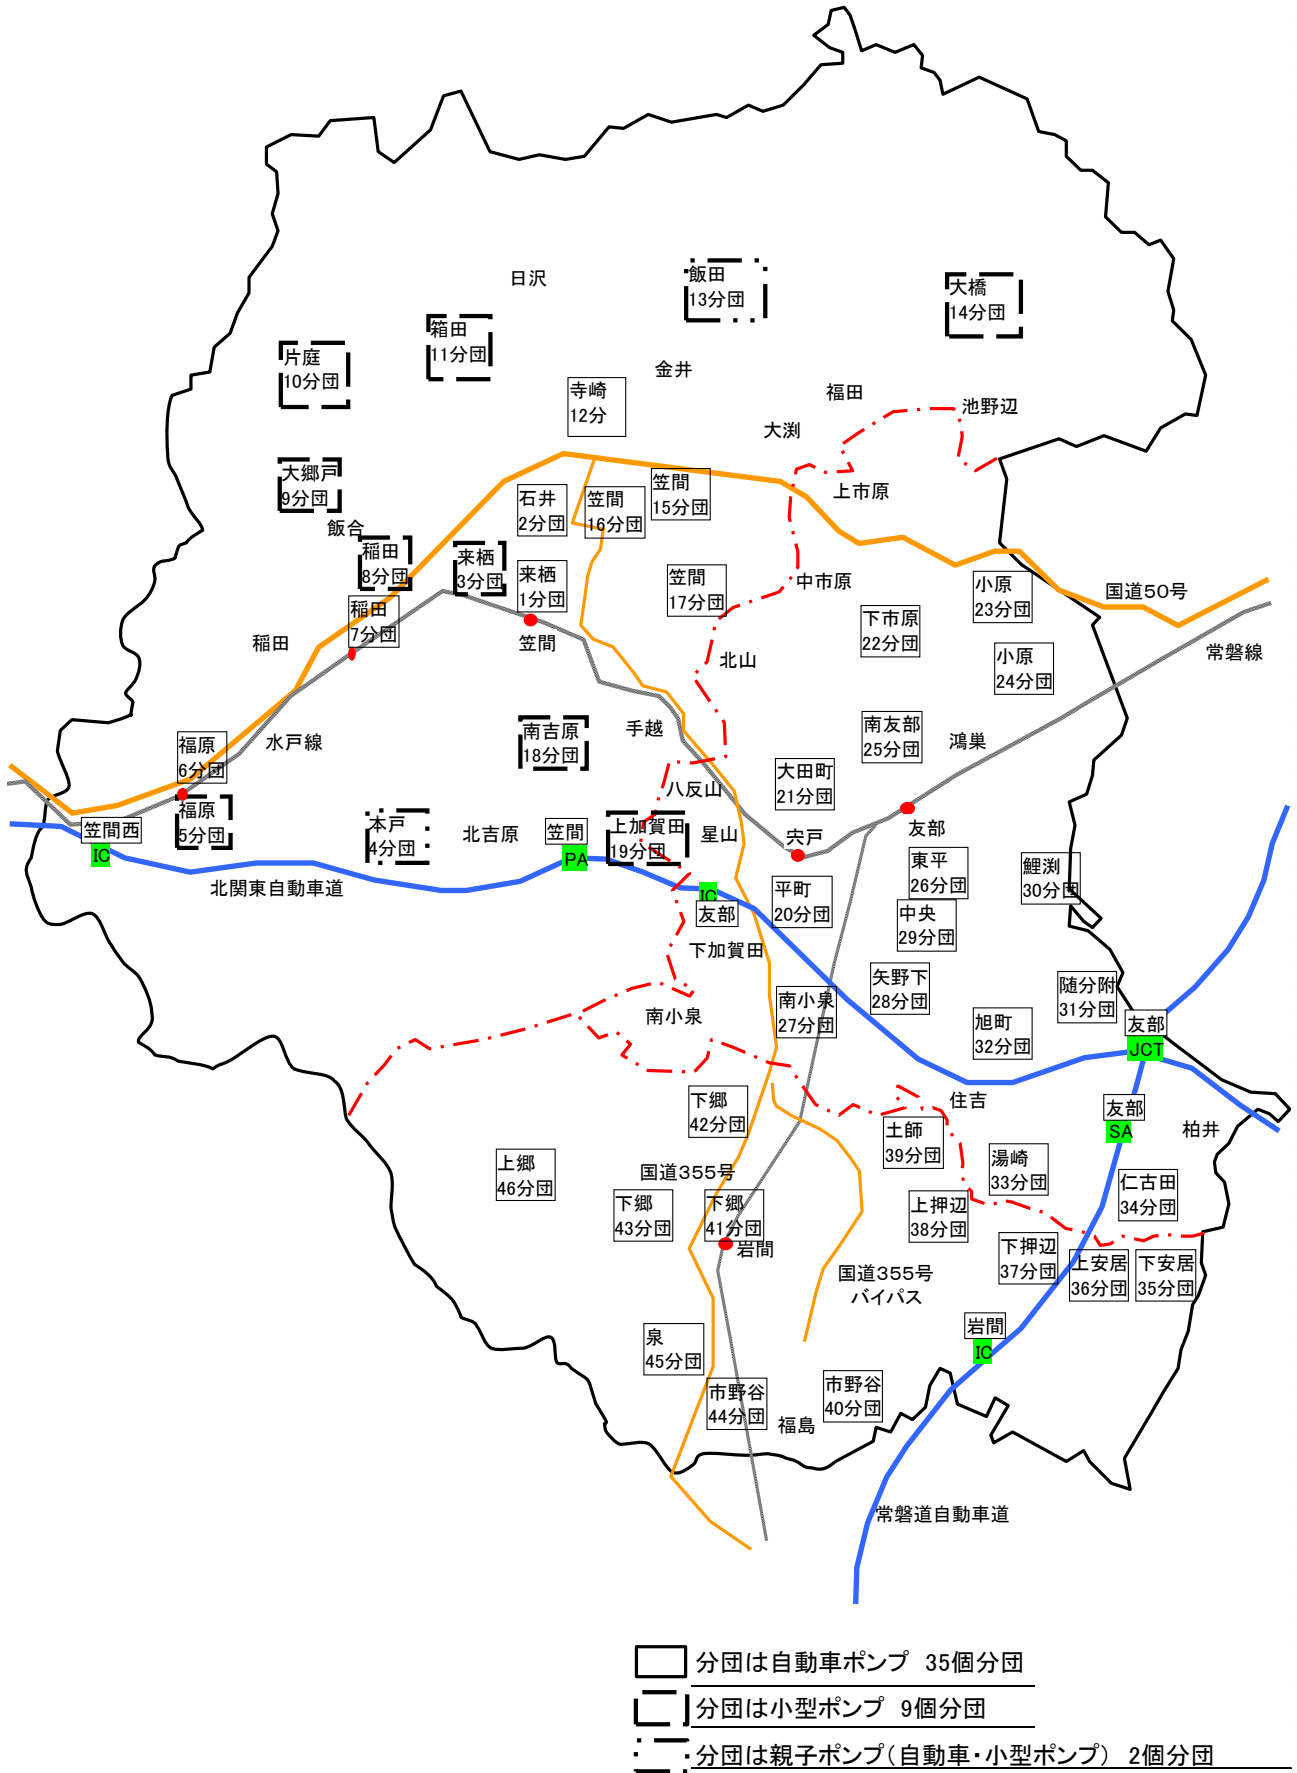 日沢
飯田
13分団
大橋
14分団
箱田
11分団
片庭
10分団
金井
寺崎
12分
福田
池野辺
大渕
大郷戸
9分団
上市原
笠間
15分団
石井
2分団
笠間
16分団
飯合
稲田
8分団
来栖
3分団
来栖
1分団
笠間
17分団
中市原
小原
23分団
国道50号
稲田
7分団
下市原
22分団
稲田
笠間
北山
小原
24分団
常磐線
福原
6分団
水戸線
南吉原
18分団
手越
南友部
25分団
鴻巣
大田町
21分団
八反山
福原
5分団
本戸
4分団
笠間西
IC
北吉原
笠間
PA
上加賀田
19分団
星山
宍戸
友部
東平
26分団
鯉渕
30分団
北関東自動車道
IC
友部
平町
20分団
中央
29分団
下加賀田
矢野下
28分団
随分附
31分団
南小泉
南小泉
27分団
旭町
32分団
友部
JCT
下郷
42分団
住吉
友部
SA
柏井
土師
39分団
湯崎
33分団
上郷
46分団
国道355号
仁古田
34分団
下郷
43分団
下郷
41分団
上押辺
38分団
岩間
下押辺
37分団
上安居
36分団
下安居
35分団
国道355号
バイパス
岩間
IC
泉
45分団
市野谷
44分団
市野谷
40分団
福島
常磐道自動車道
分団は自動車ポンプ 35個分団
分団は小型ポンプ 9個分団
分団は親子ポンプ(自動車・小型ポンプ) 2個分団